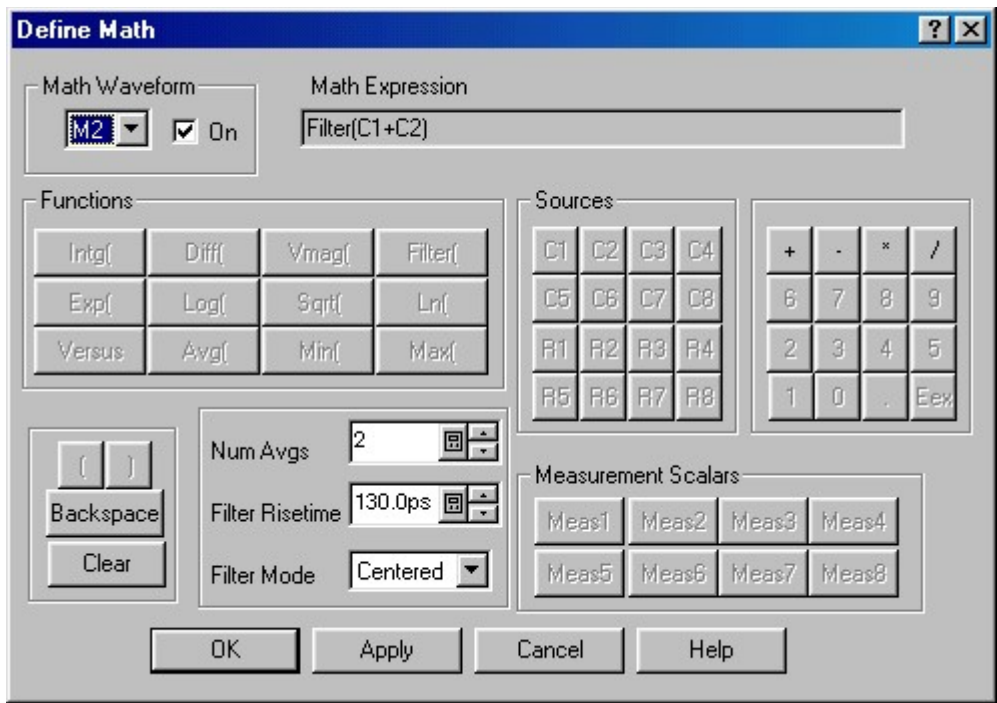 Define Math
Math Waveform
M2
On
Math Expression
Filter(C1+C2)
Functions
Intg( Diff( Vmag( Filter(
Exp( Log( Sqrt( Ln(
Versus Avg( Min( Max(
Sources
C1 C2 C3 C4
C5 C6 C7 C8
R1 R2 R3 R4
R5 R6 R7 R8
+ - * /
6 7 8 9
2 3 4 5
1 0 . Eex
( )
Backspace
Clear
Num Avgs 2
Filter Risetime 130.0ps
Filter Mode Centered
Measurement Scalars
Meas1 Meas2 Meas3 Meas4
Meas5 Meas6 Meas7 Meas8
OK Apply Cancel Help